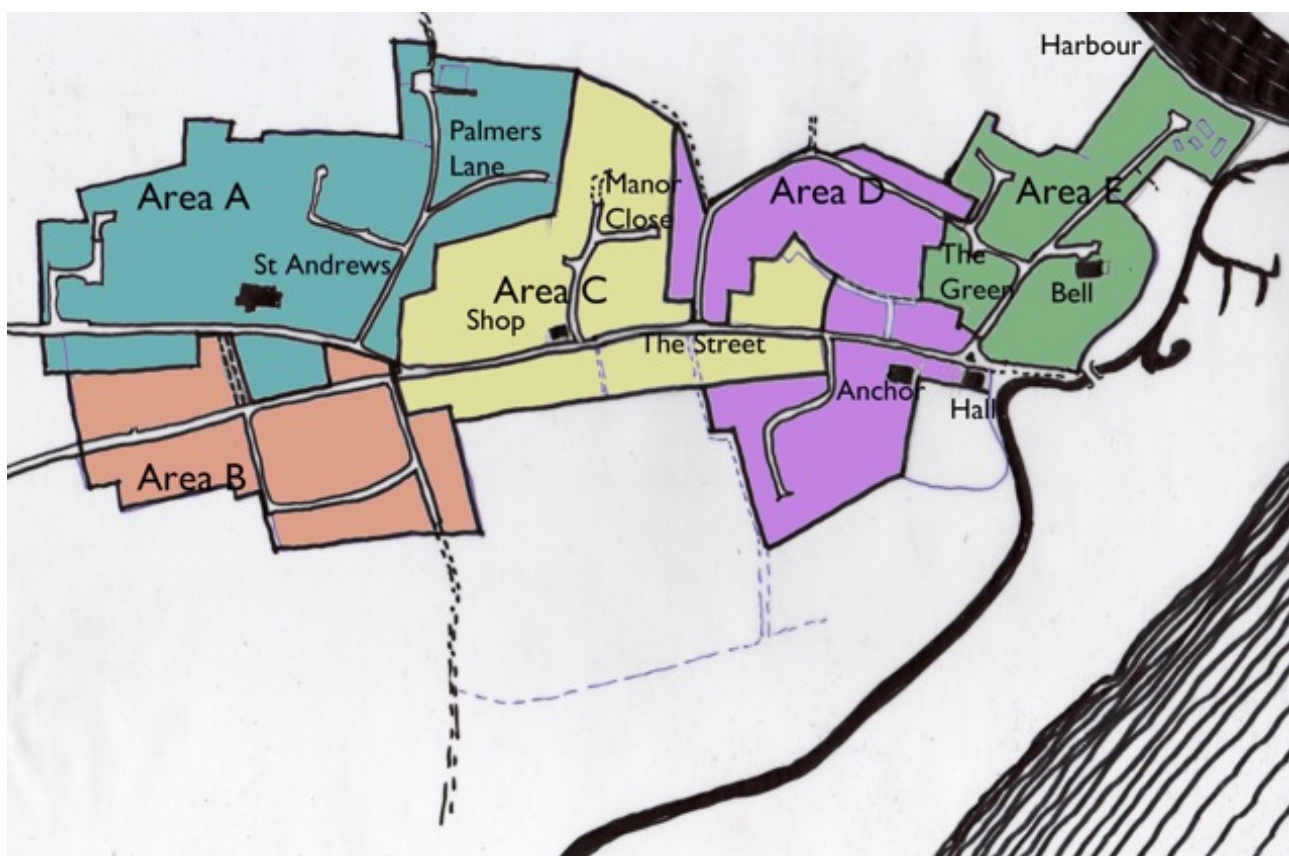 Harbour
Palmers
Lane
Area A
Manor
Close
Area D
Area E
St Andrews
The
Green
Area C
Bell
Shop
The Street
Anchor
Hall
Area B